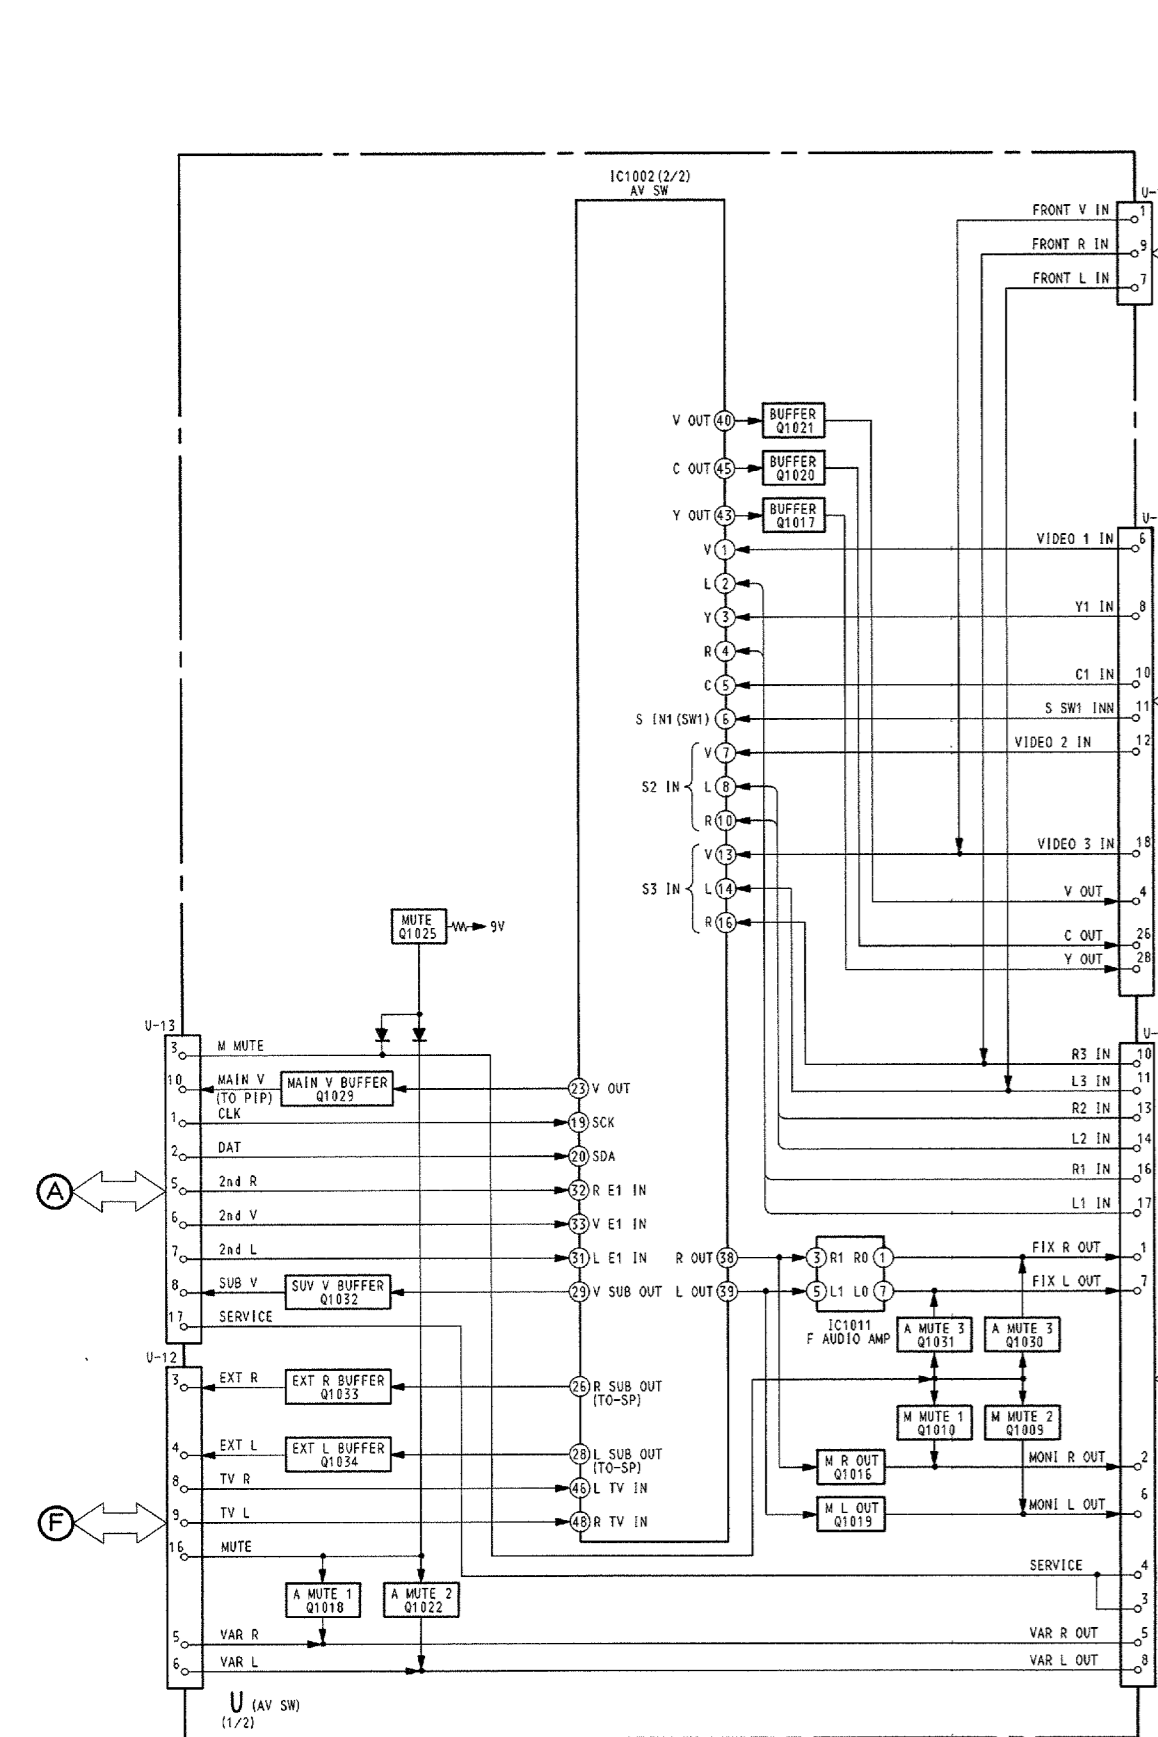 IC1002(2/2)
AV SW
U-
FRONT V IN 1
FRONT R IN 9
FRONT L IN 7
V OUT 40 BUFFER
Q1021
C OUT 45 BUFFER
Q1020
Y OUT 43 BUFFER
Q1017
U-
V 1 VIDEO 1 IN 6
L 2
Y 3 Y1 IN 8
R 4
C 5 C1 IN 10
S IN1(SW1) 6 S SW1 INN 11
V 7 VIDEO 2 IN 12
S2 IN L 8
R 10
V 13 VIDEO 3 IN 18
S3 IN L 14 V OUT 4
R 16
C OUT 26
Y OUT 28
MUTE
Q1025
9V
U-13
U-
3 M MUTE
R3 IN 10
10 MAIN V
(TO PIP)
MAIN V BUFFER
Q1029
23 V OUT
L3 IN 11
1 CLK 19 SCK
R2 IN 13
2 DAT 20 SDA
L2 IN 14
A
5 2nd R 32 R E1 IN
R1 IN 16
6 2nd V 33 V E1 IN
L1 IN 17
7 2nd L 31 L E1 IN R OUT 38 3 R1 RO 1 FIX R OUT 1
8 SUB V SUV V BUFFER
Q1032
29 V SUB OUT L OUT 39 5 L1 LO 7 FIX L OUT 7
IC1011
F AUDIO AMP
17 SERVICE
A MUTE 3
Q1031
A MUTE 3
Q1030
U-12
3 EXT R EXT R BUFFER
Q1033
26 R SUB OUT
(TO-SP)
M MUTE 1
Q1010
M MUTE 2
Q1009
4 EXT L EXT L BUFFER
Q1034
28 L SUB OUT
(TO-SP)
M R OUT
Q1016
MONI R OUT 2
8 TV R 46 L TV IN
F
9 TV L 48 R TV IN
M L OUT
Q1019
MONI L OUT 6
16 MUTE
SERVICE 4
3
A MUTE 1
Q1018
A MUTE 2
Q1022
5 VAR R VAR R OUT 5
6 VAR L VAR L OUT 8
U (AV SW)
(1/2)